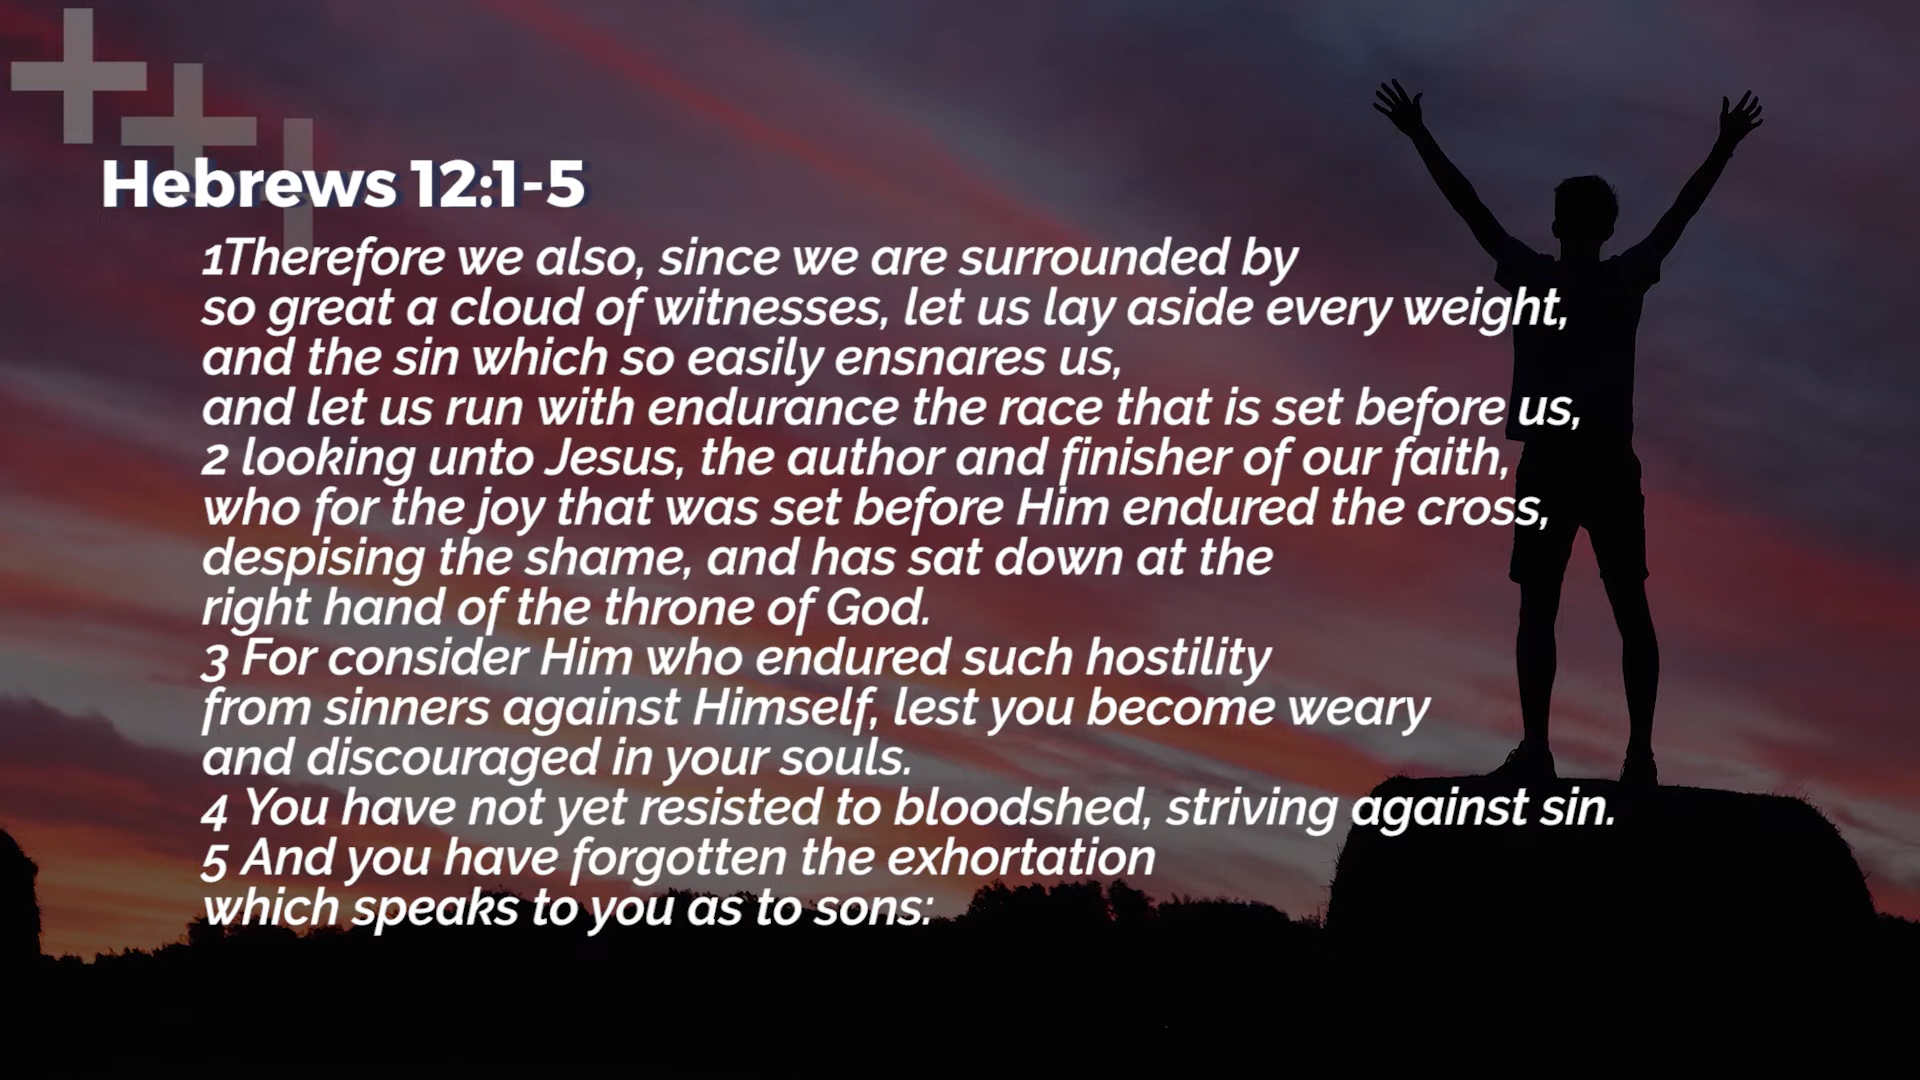 Hebrews 12:1-5
1Therefore we also, since we are surrounded by
so great a cloud of witnesses, let us lay aside every weight,
and the sin which so easily ensnares us,
and let us run with endurance the race that is set before us,
2 looking unto Jesus, the author and finisher of our faith,
who for the joy that was set before Him endured the cross,
despising the shame, and has sat down at the
right hand of the throne of God.
3 For consider Him who endured such hostility
from sinners against Himself, lest you become weary
and discouraged in your souls.
4 You have not yet resisted to bloodshed, striving against sin.
5 And you have forgotten the exhortation
which speaks to you as to sons: